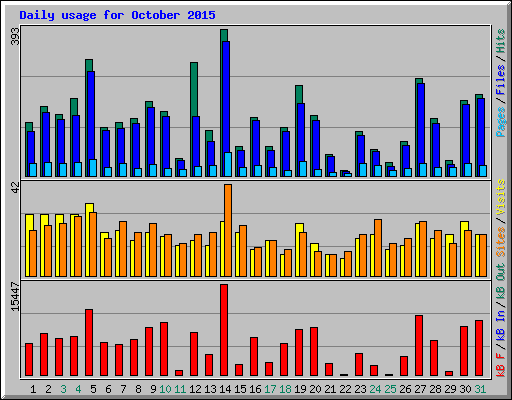 Daily usage for October 2015
393
Pages / Files / Hits
42
Sites / Visits
15447
kB F / kB In / kB Out
1 2 3 4 5 6 7 8 9 10 11 12 13 14 15 16 17 18 19 20 21 22 23 24 25 26 27 28 29 30 31